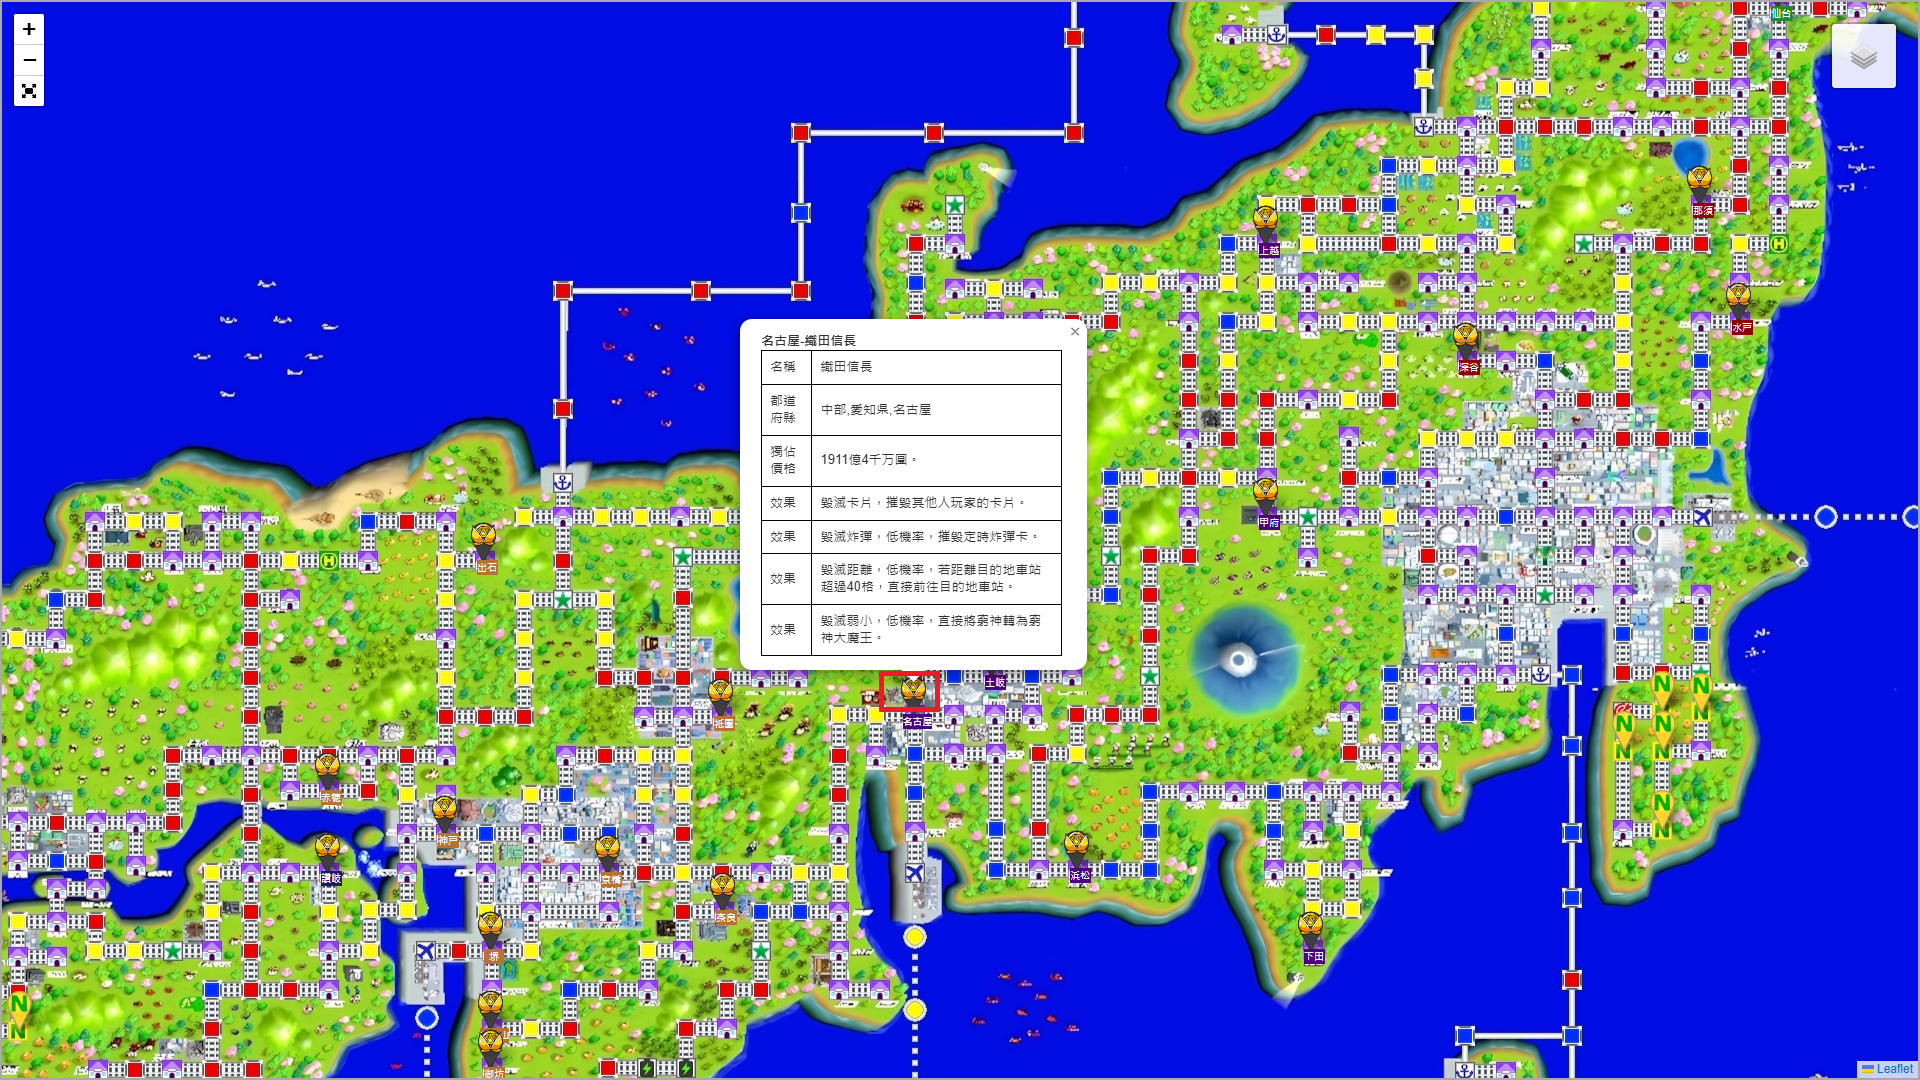 +
−
仙台
那須
上越
水戸
名古屋-織田信長
名稱 織田信長
都道府縣 中部,愛知県,名古屋
獨佔價格 1911億4千万圓。
效果 毀滅卡片，摧毀其他人玩家的卡片。
效果 毀滅炸彈，低機率，摧毀定時炸彈卡。
效果 毀滅距離，低機率，若距離目的地車站
超過40格，直接前往目的地車站。
效果 毀滅弱小，低機率，直接將窮神轉為窮
神大魔王。
×
深谷
甲府
出石
土岐
名古屋
祇園
赤穂
神戸
讃岐
京橋
浜松
奈良
堺
下田
御坊
H
H
N
N
N
N
N
N
N
N
N
N
N
Leaflet